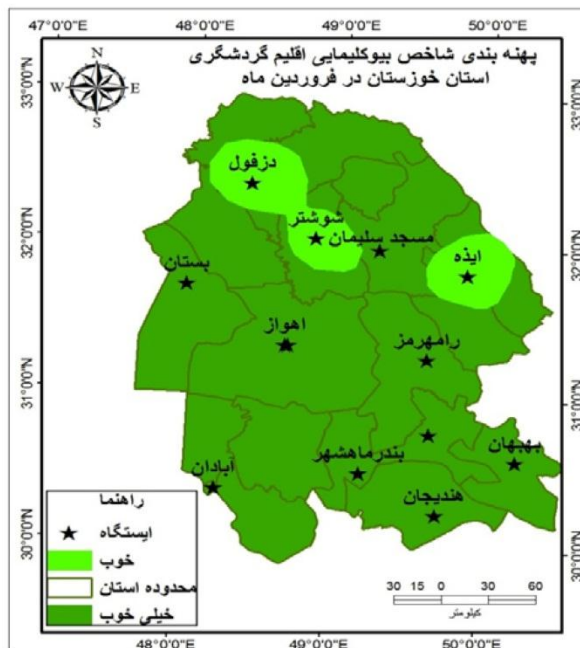 47°0'0"E 48°0'0"E 49°0'0"E 50°0'0"E
پهنه بندی شاخص بیوکلیمایی اقلیم گردشگری
استان خوزستان در فروردین ماه
N
W E
S
33°0'0"N 33°0'0"N
دزفول
شوشتر
32°0'0"N 32°0'0"N
مسجد سلیمان
ایذه
بستان
اهواز
رامهرمز
31°0'0"N 31°0'0"N
بهبهان
بندرماهشهر
آبادان
هندیجان
30°0'0"N 30°0'0"N
راهنما
ایستگاه
خوب
محدوده استان
خیلی خوب
30 15 0 30 60
کیلومتر
48°0'0"E 49°0'0"E 50°0'0"E